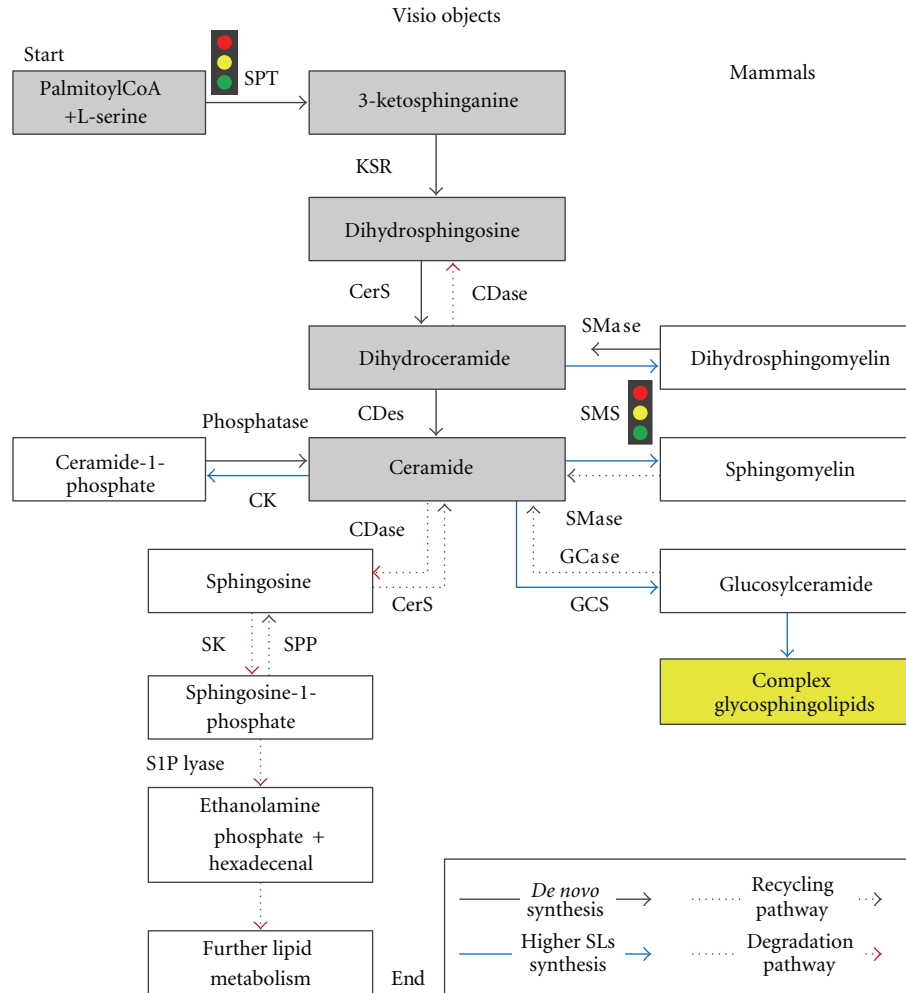 Visio objects
Start
SPT
Mammals
PalmitoylCoA
+L-serine
3-ketosphinganine
KSR
Dihydrosphingosine
CerS
CDase
SMase
Dihydroceramide
Dihydrosphingomyelin
CDes
SMS
Phosphatase
Ceramide-1-
phosphate
Ceramide
Sphingomyelin
CK
SMase
CDase
GCase
Sphingosine
Glucosylceramide
CerS
GCS
SK
SPP
Sphingosine-1-
phosphate
Complex
glycosphingolipids
S1P lyase
Ethanolamine
phosphate +
hexadecenal
De novo
synthesis
Recycling
pathway
Higher SLs
synthesis
Degradation
pathway
Further lipid
metabolism
End